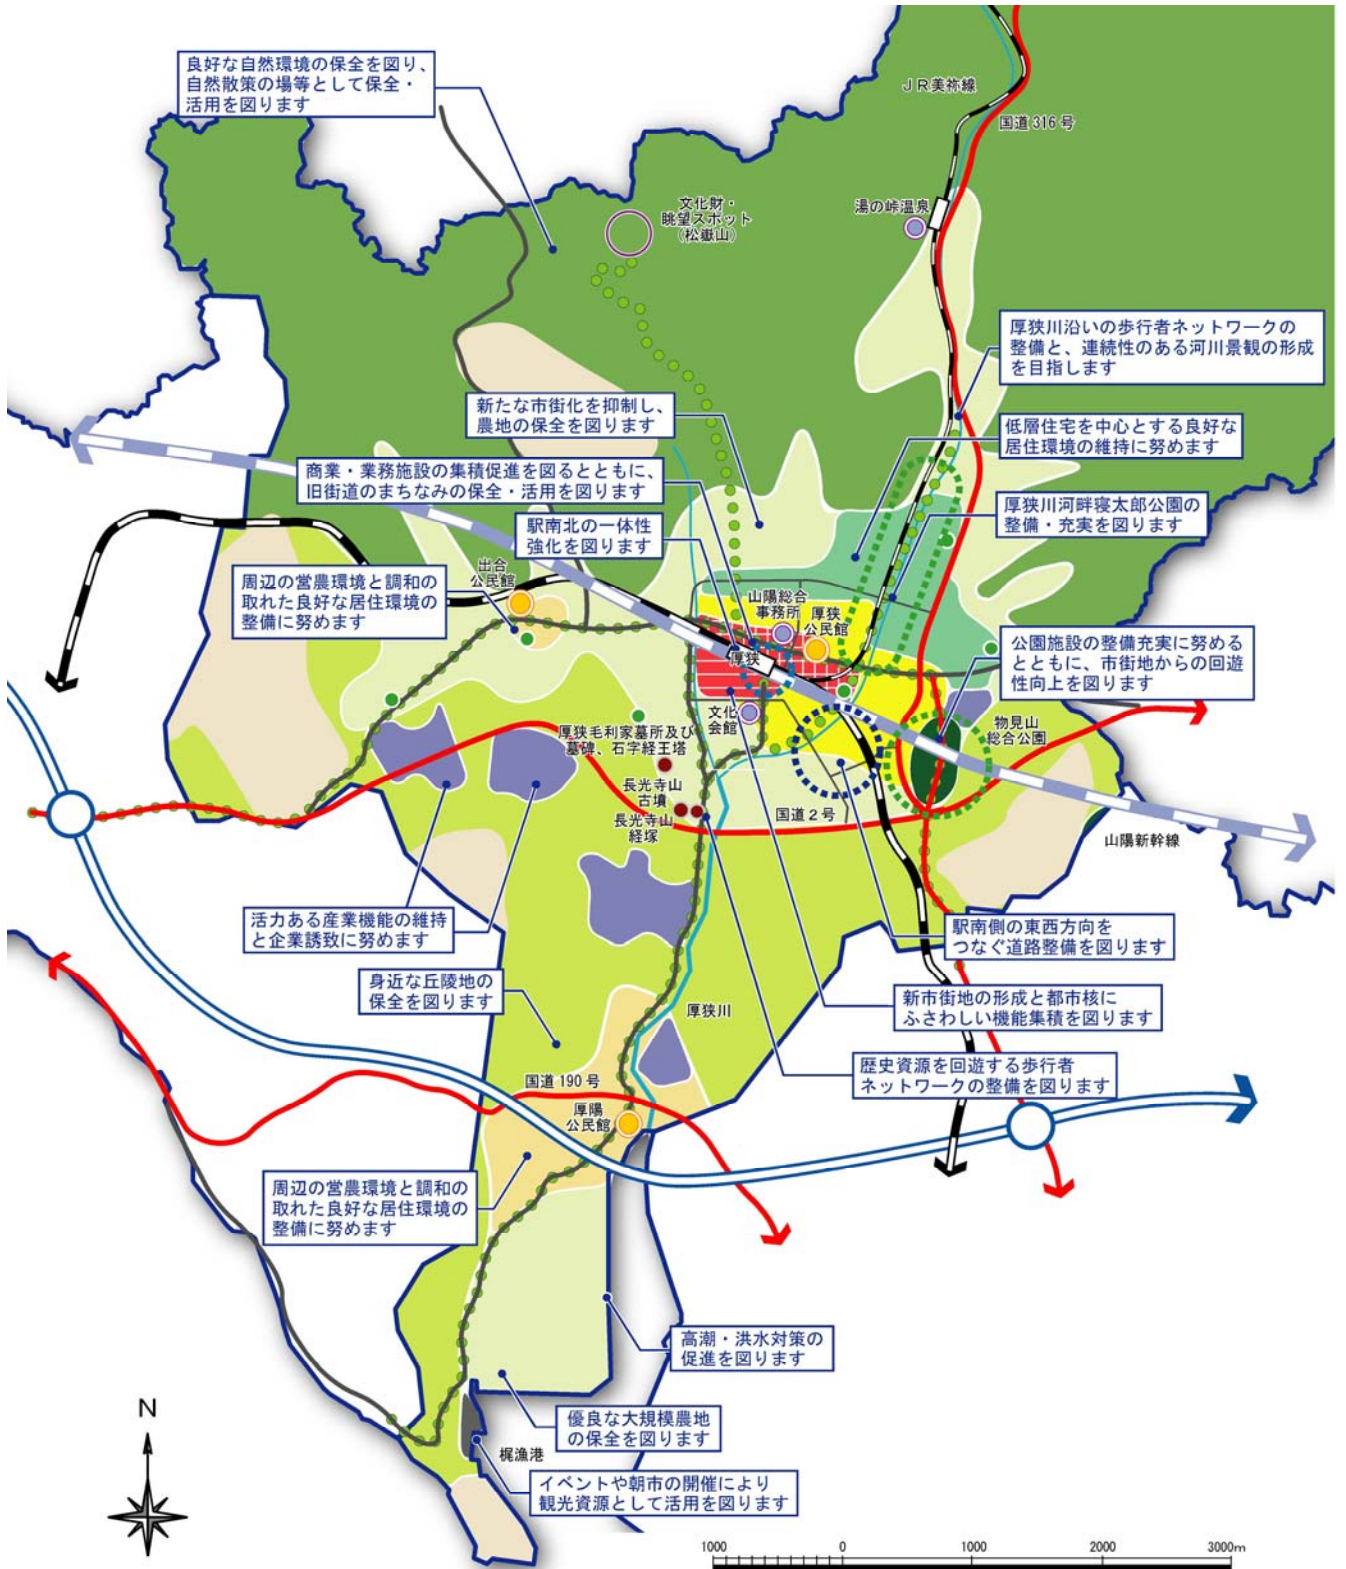 良好な自然環境の保全を図り、
自然散策の場等として保全・
活用を図ります
JR美祢線
国道316号
文化財・
眺望スポット
(松嶽山)
湯の峠温泉
厚狭川沿いの歩行者ネットワークの
整備と、連続性のある河川景観の形成
を目指します
新たな市街化を抑制し、
農地の保全を図ります
低層住宅を中心とする良好な
居住環境の維持に努めます
商業・業務施設の集積促進を図るとともに、
旧街道のまちなみの保全・活用を図ります
厚狭川河畔寝太郎公園の
整備・充実を図ります
駅南北の一体性
強化を図ります
出合
公民館
周辺の営農環境と調和の
取れた良好な居住環境の
整備に努めます
山陽総合
事務所
厚狭
公民館
厚狭
公園施設の整備充実に努める
とともに、市街地からの回遊
性向上を図ります
文化
会館
物見山
総合公園
厚狭毛利家墓所及び
墓碑、石字経王塔
長光寺山
古墳
長光寺山
経塚
国道2号
山陽新幹線
活力ある産業機能の維持
と企業誘致に努めます
駅南側の東西方向を
つなぐ道路整備を図ります
身近な丘陵地の
保全を図ります
新市街地の形成と都市核に
ふさわしい機能集積を図ります
厚狭川
歴史資源を回遊する歩行者
ネットワークの整備を図ります
国道190号
厚陽
公民館
周辺の営農環境と調和の
取れた良好な居住環境の
整備に努めます
高潮・洪水対策の
促進を図ります
優良な大規模農地
の保全を図ります
梶漁港
イベントや朝市の開催により
観光資源として活用を図ります
N
1000 0 1000 2000 3000m